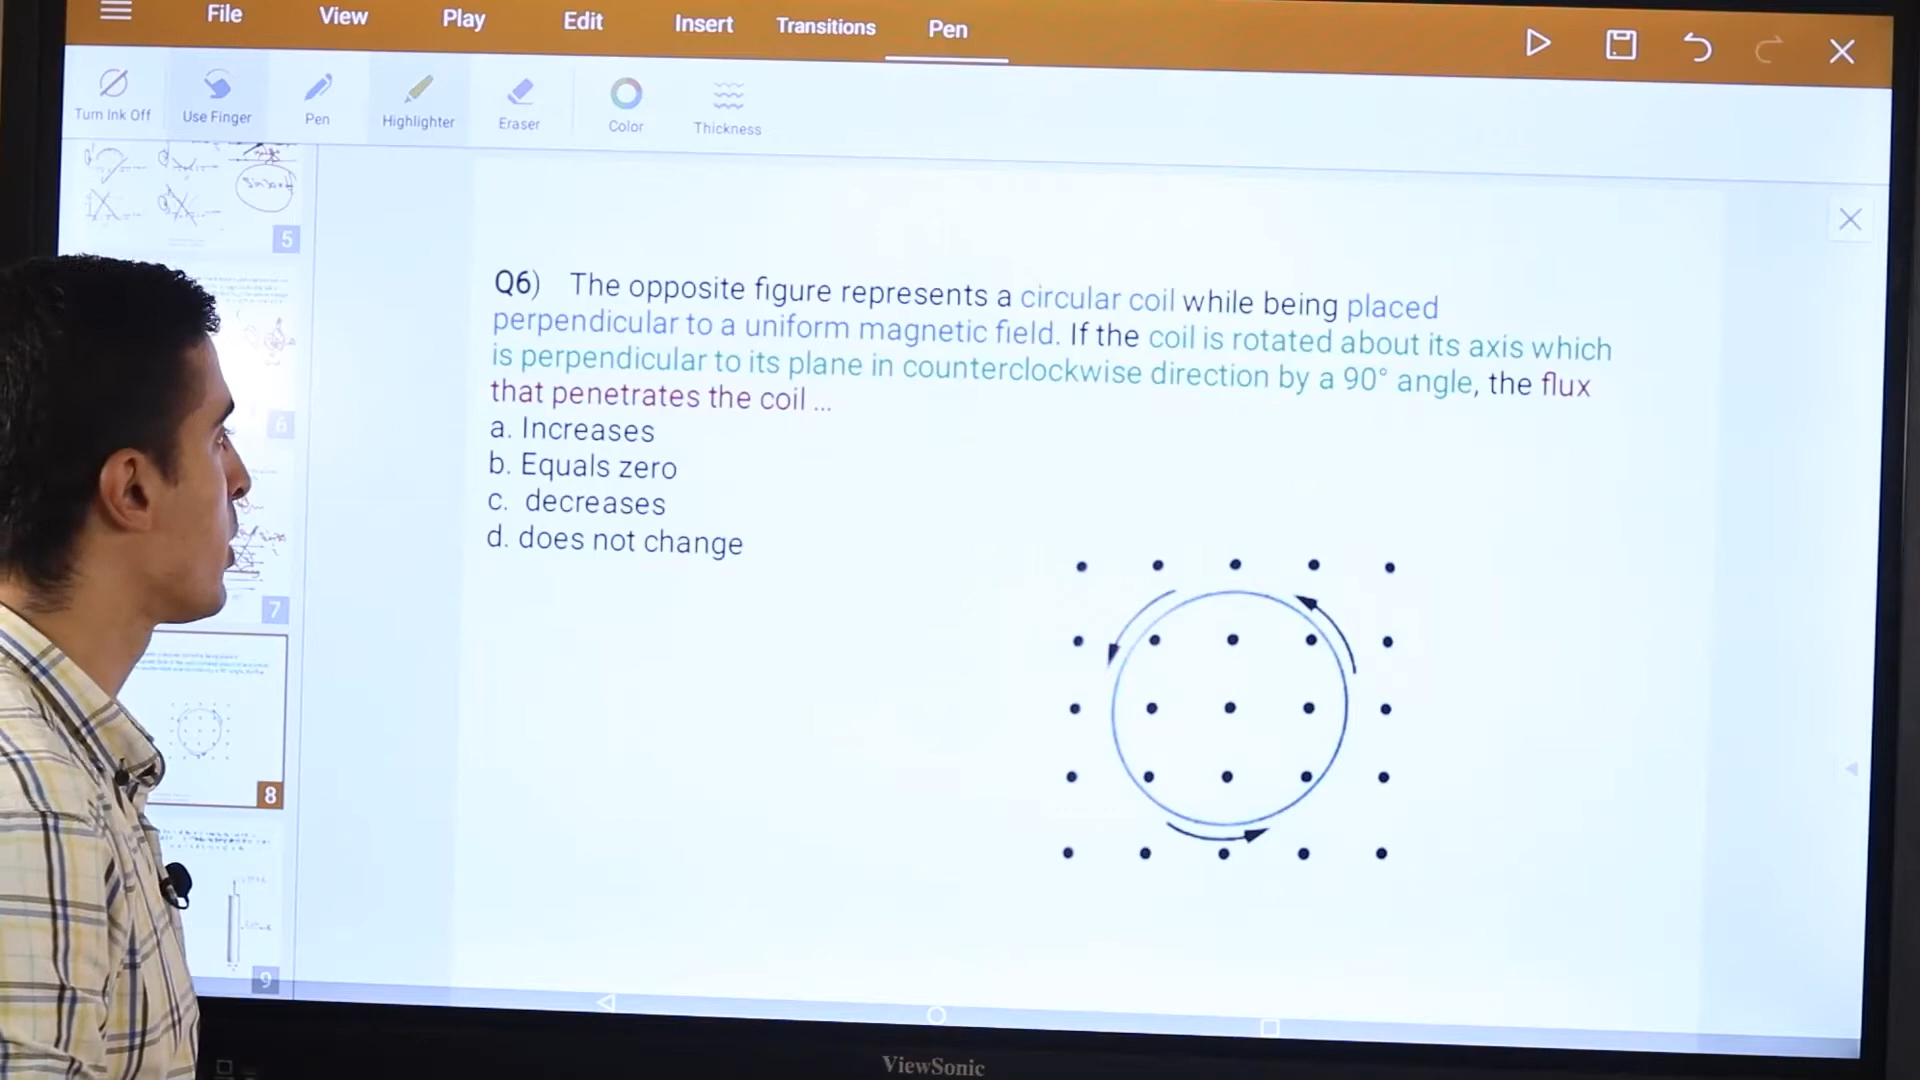 File View Play Edit Insert Transitions Pen
Turn Ink Off Use Finger Pen Highlighter Eraser Color Thickness
5
6
7
8
9
Q6) The opposite figure represents a circular coil while being placed
perpendicular to a uniform magnetic field. If the coil is rotated about its axis which
is perpendicular to its plane in counterclockwise direction by a 90° angle, the flux
that penetrates the coil ...
a. Increases
b. Equals zero
c. decreases
d. does not change
ViewSonic